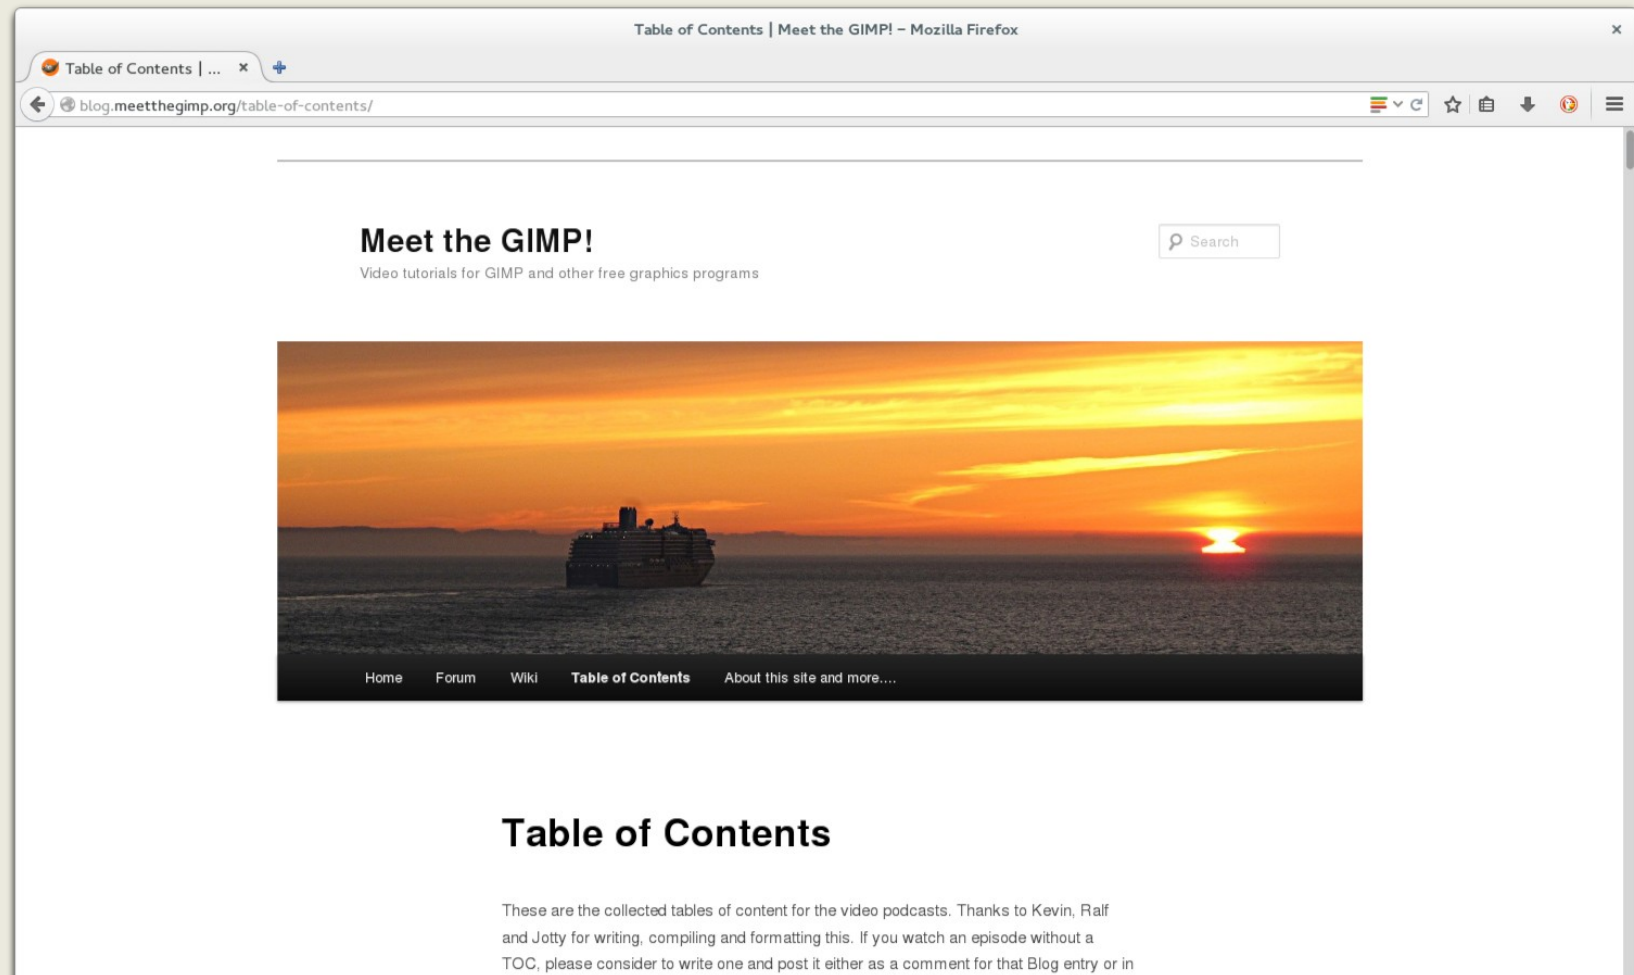 Table of Contents | Meet the GIMP! – Mozilla Firefox
Table of Contents | ...
blog.meetthegimp.org/table-of-contents/
Meet the GIMP!
Search
Video tutorials for GIMP and other free graphics programs
Home Forum Wiki Table of Contents About this site and more....
Table of Contents
These are the collected tables of content for the video podcasts. Thanks to Kevin, Ralf
and Jotty for writing, compiling and formatting this. If you watch an episode without a
TOC, please consider to write one and post it either as a comment for that Blog entry or in